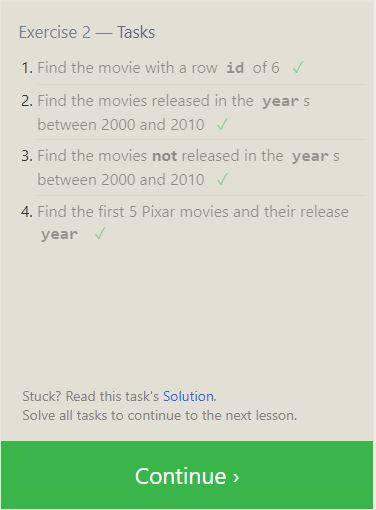 Exercise 2 — Tasks
1. Find the movie with a row id of 6 ✓
2. Find the movies released in the year s
between 2000 and 2010 ✓
3. Find the movies not released in the year s
between 2000 and 2010 ✓
4. Find the first 5 Pixar movies and their release
year ✓
Stuck? Read this task's Solution.
Solve all tasks to continue to the next lesson.
Continue ›